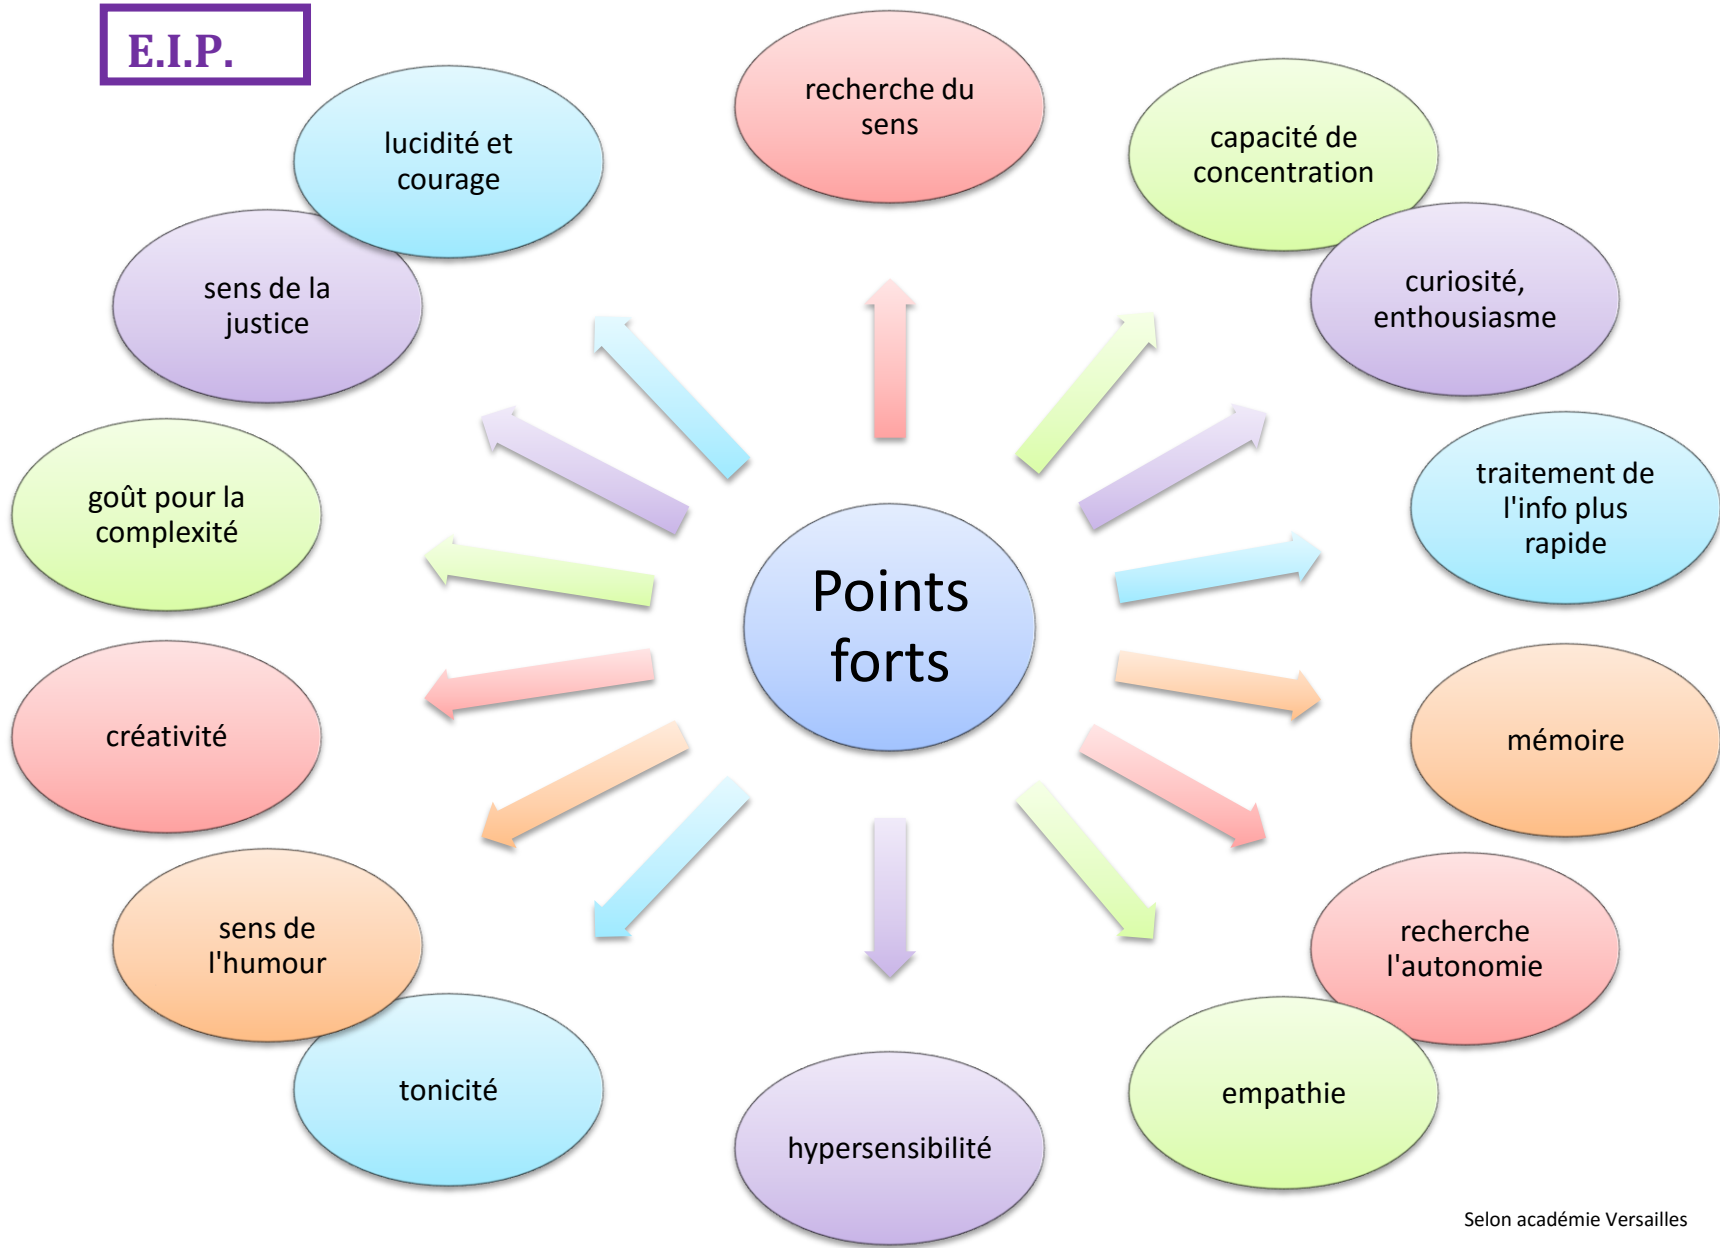 E.I.P.
recherche du
sens
capacité de
concentration
curiosité,
enthousiasme
traitement de
l'info plus
rapide
mémoire
recherche
l'autonomie
empathie
hypersensibilité
tonicité
sens de
l'humour
créativité
goût pour la
complexité
sens de la
justice
lucidité et
courage
Points
forts
Selon académie Versailles